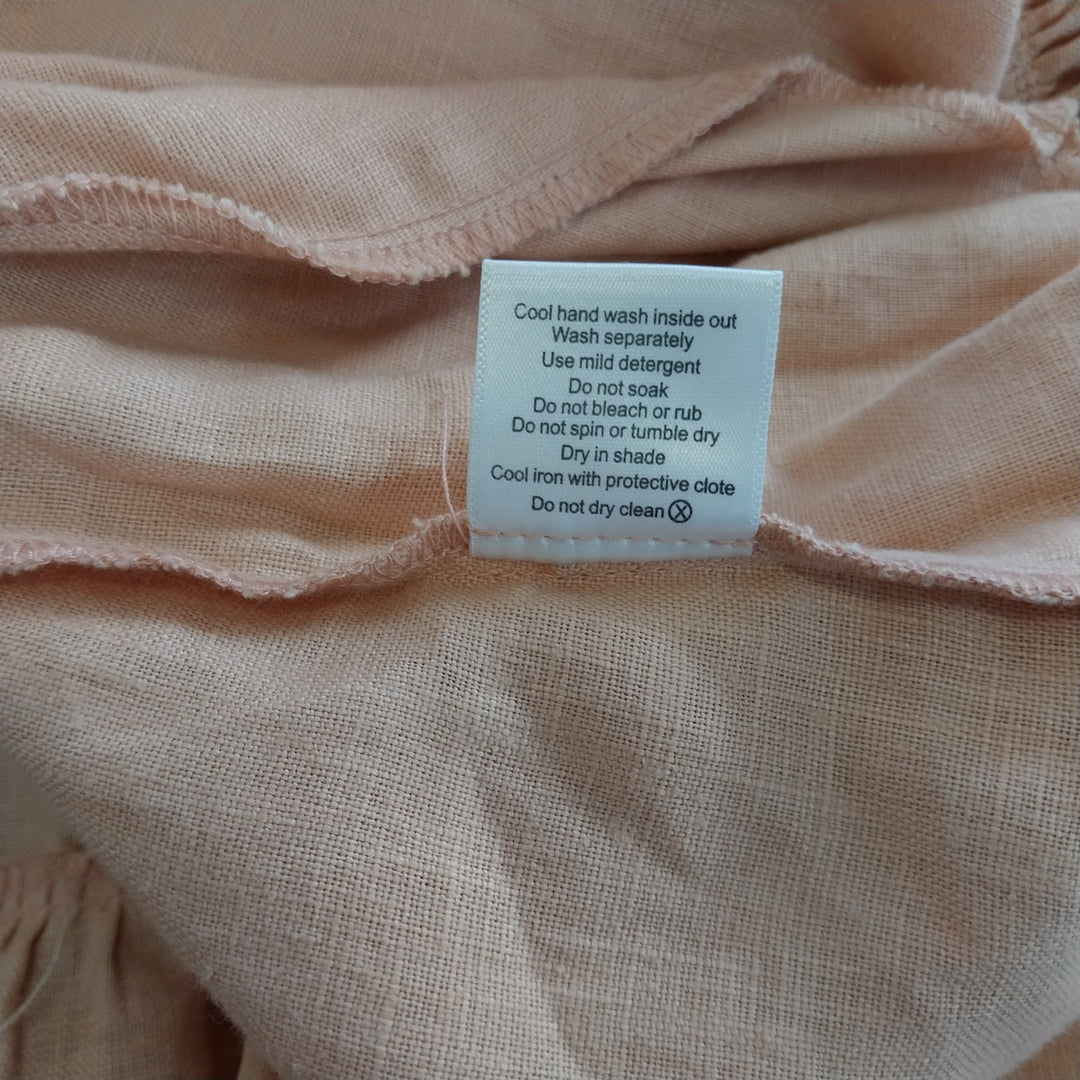 Cool hand wash inside out
Wash separately
Use mild detergent
Do not soak
Do not bleach or rub
Do not spin or tumble dry
Dry in shade
Cool iron with protective clote
Do not dry clean Ⓧ